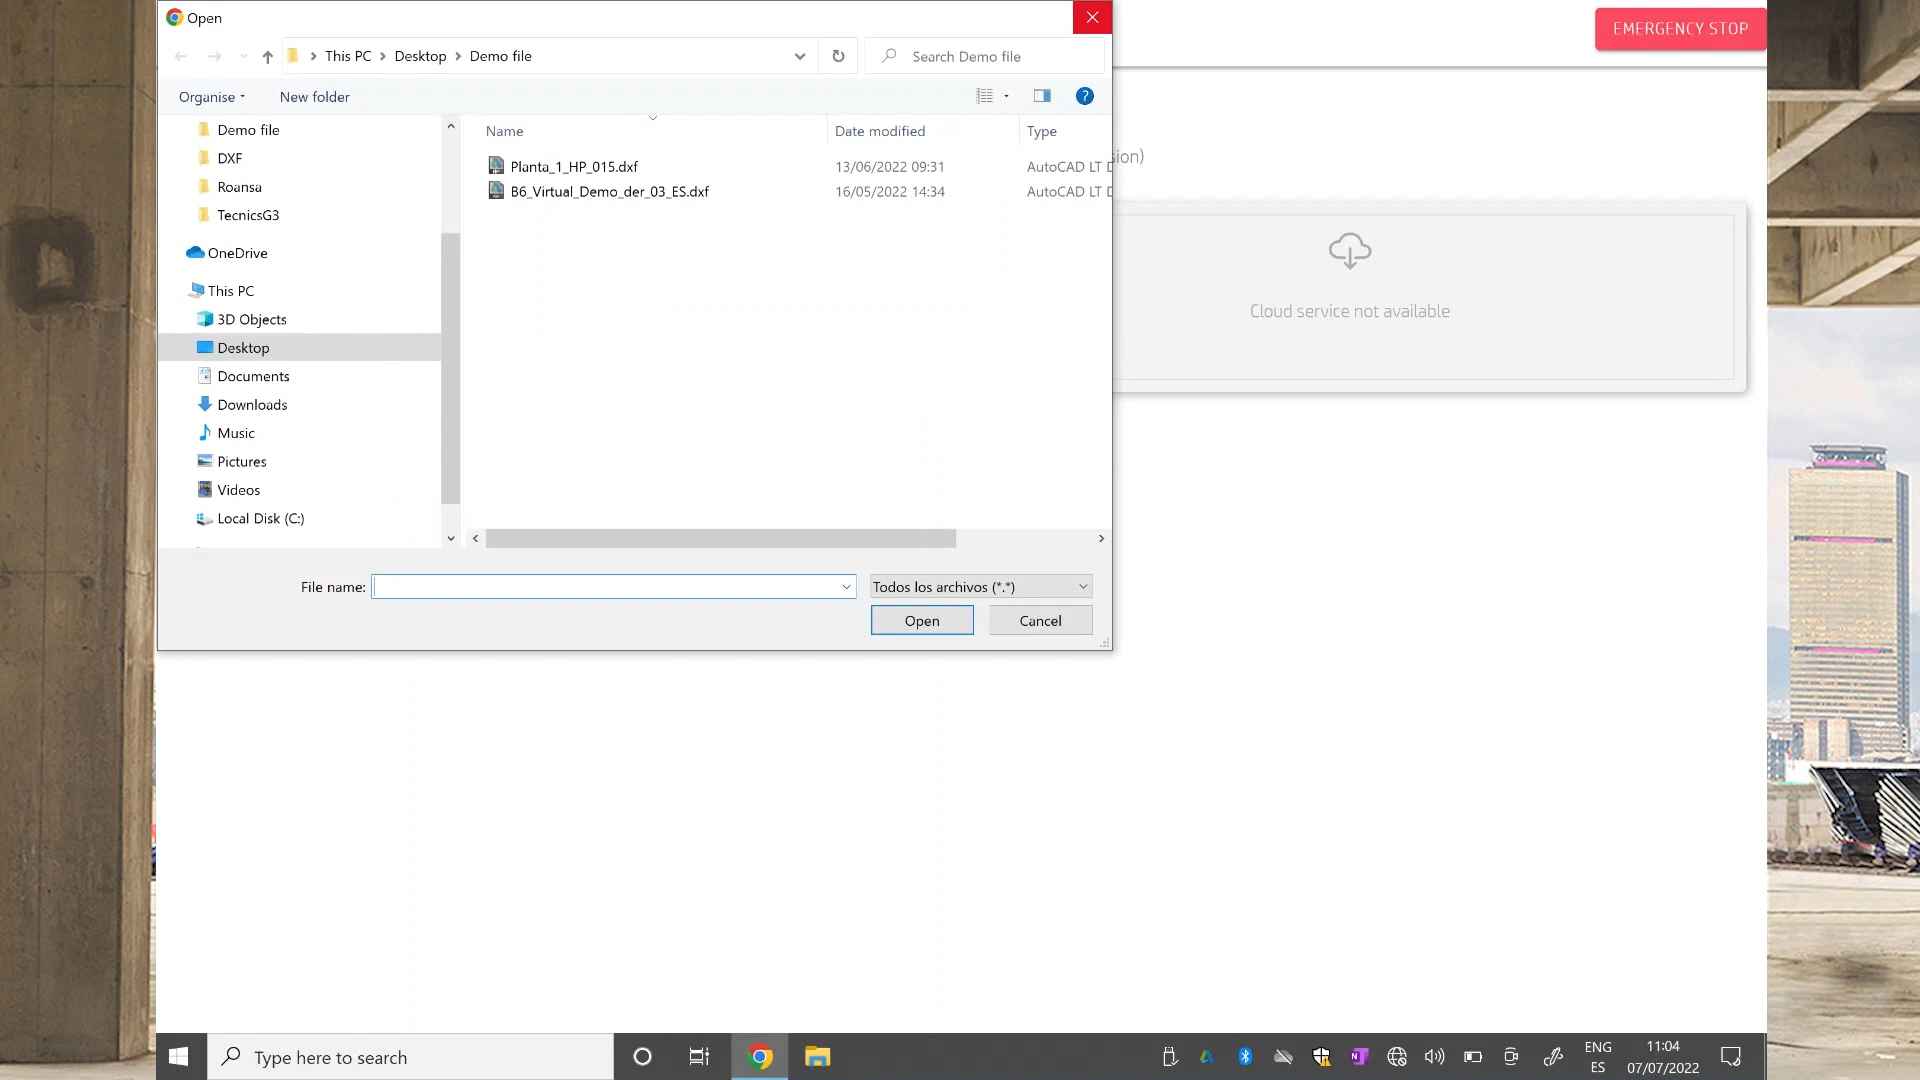 Open
EMERGENCY STOP
This PC > Desktop > Demo file
Search Demo file
Organise
New folder
Demo file
DXF
Roansa
TecnicsG3
OneDrive
This PC
3D Objects
Desktop
Documents
Downloads
Music
Pictures
Videos
Local Disk (C:)
Name Date modified Type
Planta_1_HP_015.dxf 13/06/2022 09:31 AutoCAD LT D
B6_Virtual_Demo_der_03_ES.dxf 16/05/2022 14:34 AutoCAD LT D
ion)
Cloud service not available
File name:
Todos los archivos (*.*)
Open Cancel
Type here to search
ENG
ES
11:04
07/07/2022